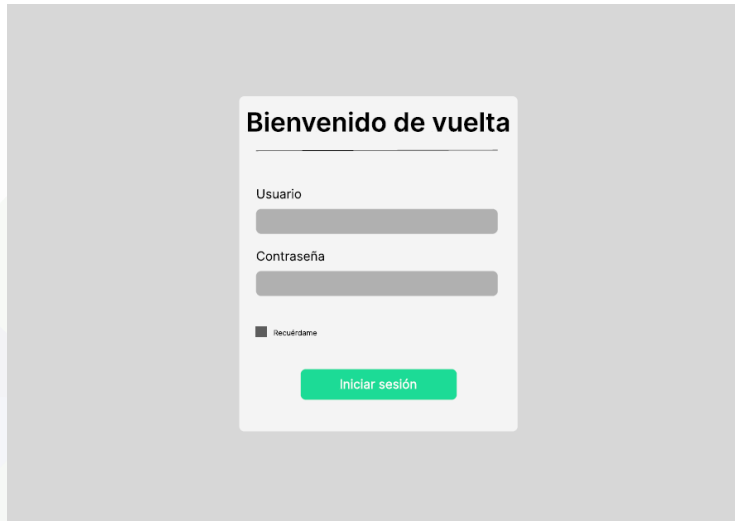 Bienvenido de vuelta
Usuario
Contraseña
Recuérdame
Iniciar sesión